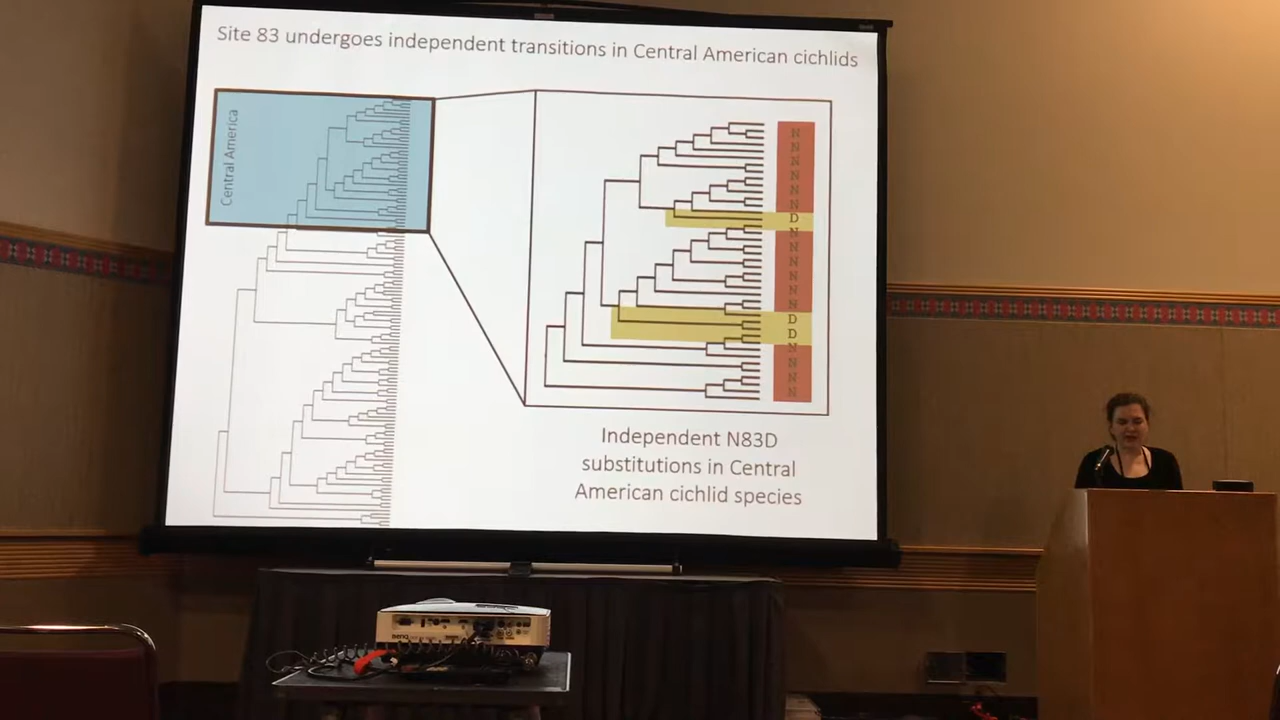 Site 83 undergoes independent transitions in Central American cichlids
Central America
N
N
N
N
N
N
D
N
N
N
N
N
N
D
D
N
N
N
N
Independent N83D
substitutions in Central
American cichlid species
BenQ